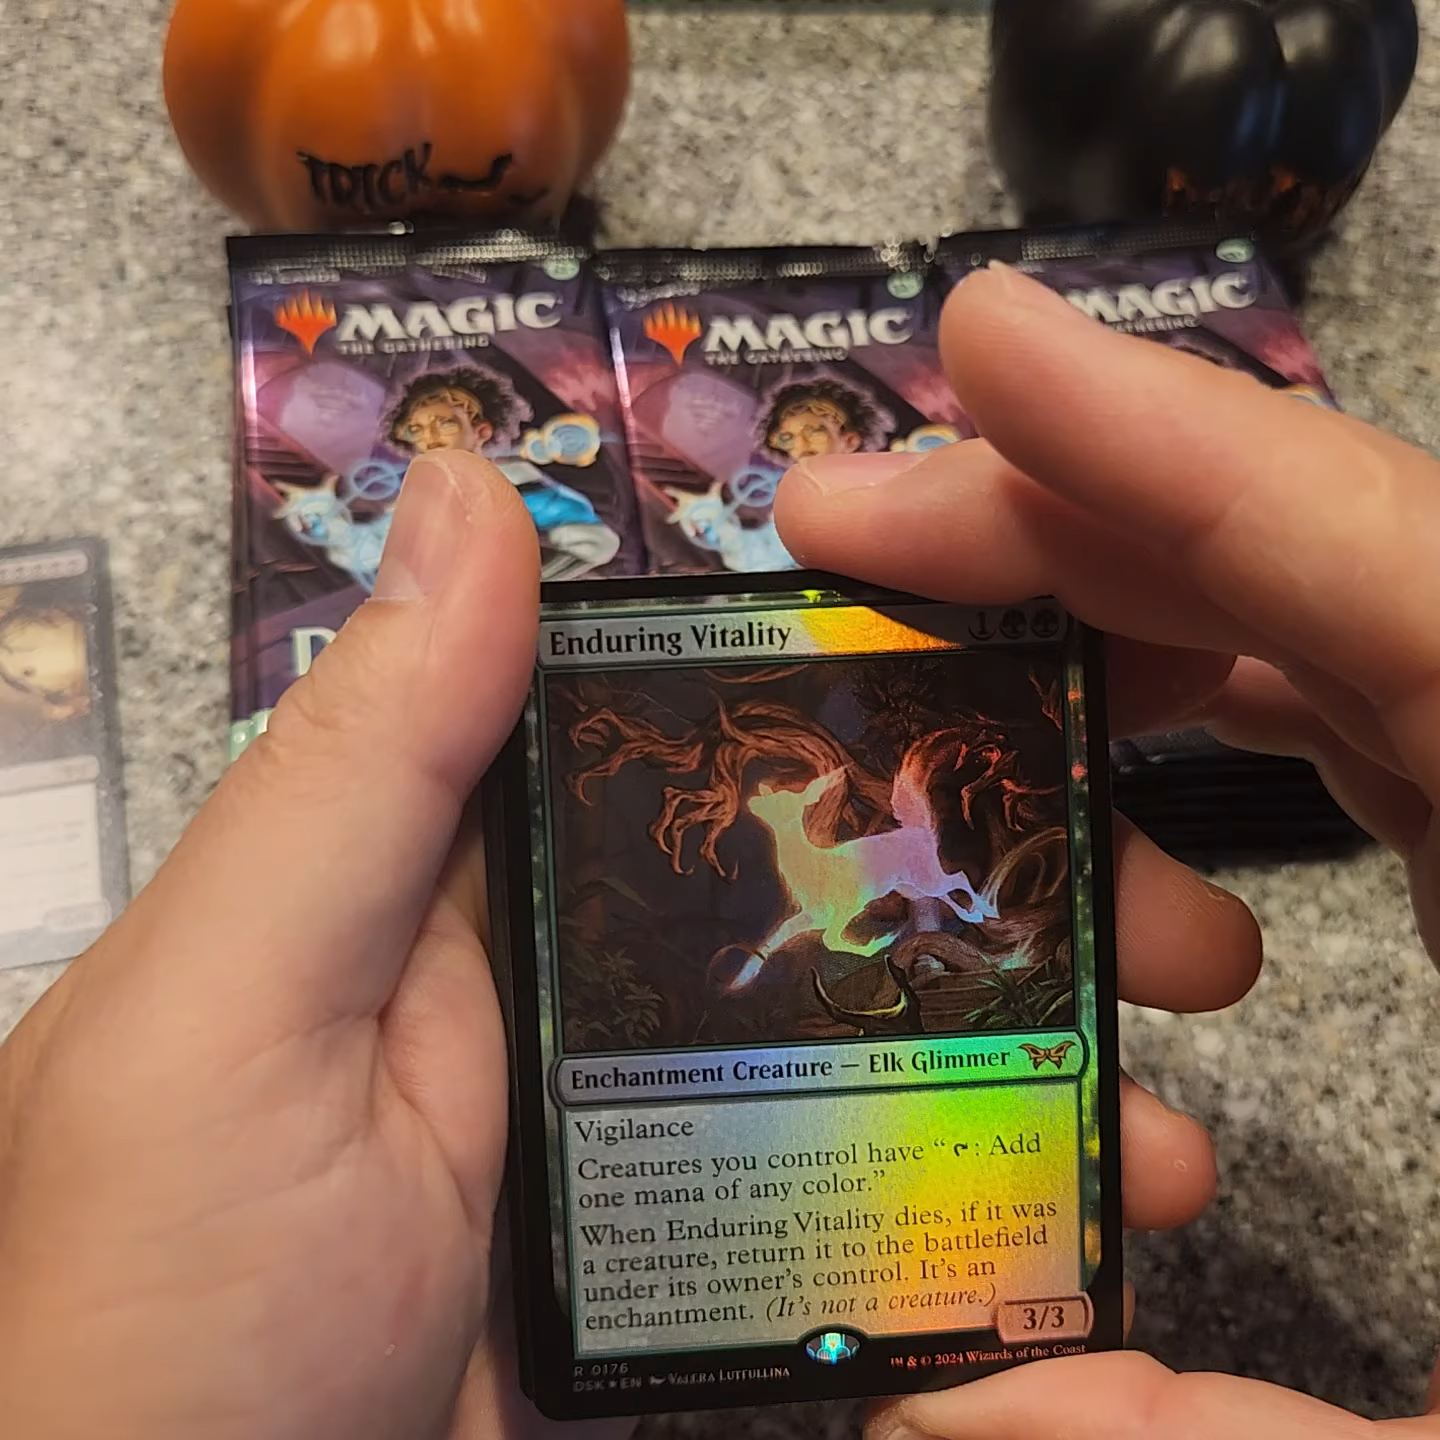 TRICK
MAGIC
THE GATHERING
MAGIC
THE GATHERING
MAGIC
GATHERING
D
Enduring Vitality
1
Enchantment Creature — Elk Glimmer
Vigilance
Creatures you control have “ : Add
one mana of any color.”
When Enduring Vitality dies, if it was
a creature, return it to the battlefield
under its owner’s control. It’s an
enchantment. (It’s not a creature.)
3/3
R 0176
DSK★EN VALERA LUTFULLINA
™ & © 2024 Wizards of the Coast